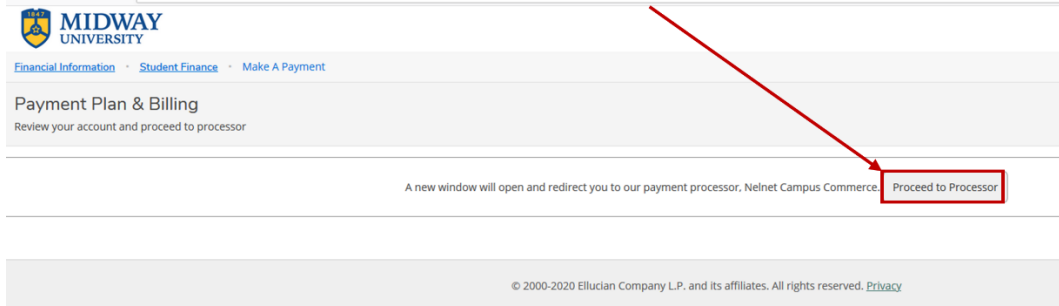 1847
MIDWAY
UNIVERSITY
Financial Information · Student Finance · Make A Payment
Payment Plan & Billing
Review your account and proceed to processor
A new window will open and redirect you to our payment processor, Nelnet Campus Commerce. Proceed to Processor
© 2000-2020 Ellucian Company L.P. and its affiliates. All rights reserved. Privacy